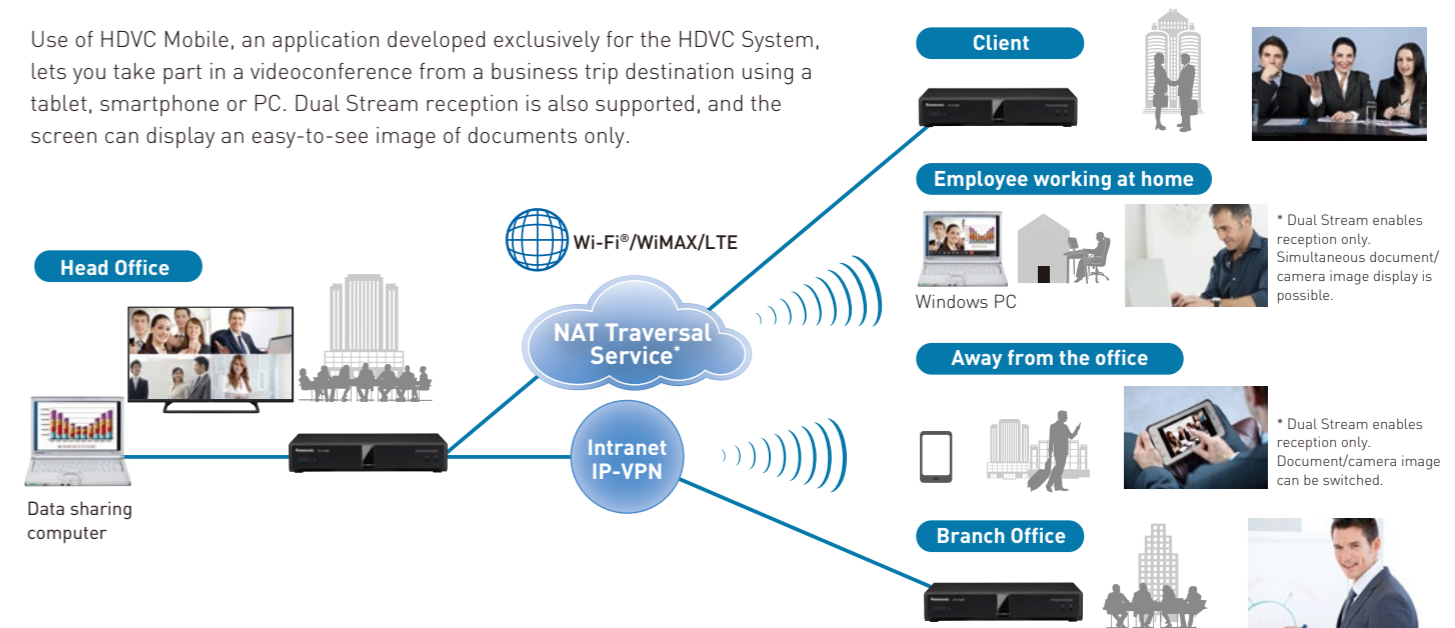 Use of HDVC Mobile, an application developed exclusively for the HDVC System,
lets you take part in a videoconference from a business trip destination using a
tablet, smartphone or PC. Dual Stream reception is also supported, and the
screen can display an easy-to-see image of documents only.
Client
Employee working at home
Windows PC
* Dual Stream enables
reception only.
Simultaneous document/
camera image display is
possible.
Wi-Fi®/WiMAX/LTE
Head Office
NAT Traversal
Service*
Away from the office
* Dual Stream enables
reception only.
Document/camera image
can be switched.
Intranet
IP-VPN
Data sharing
computer
Branch Office
Panasonic
Panasonic
Panasonic